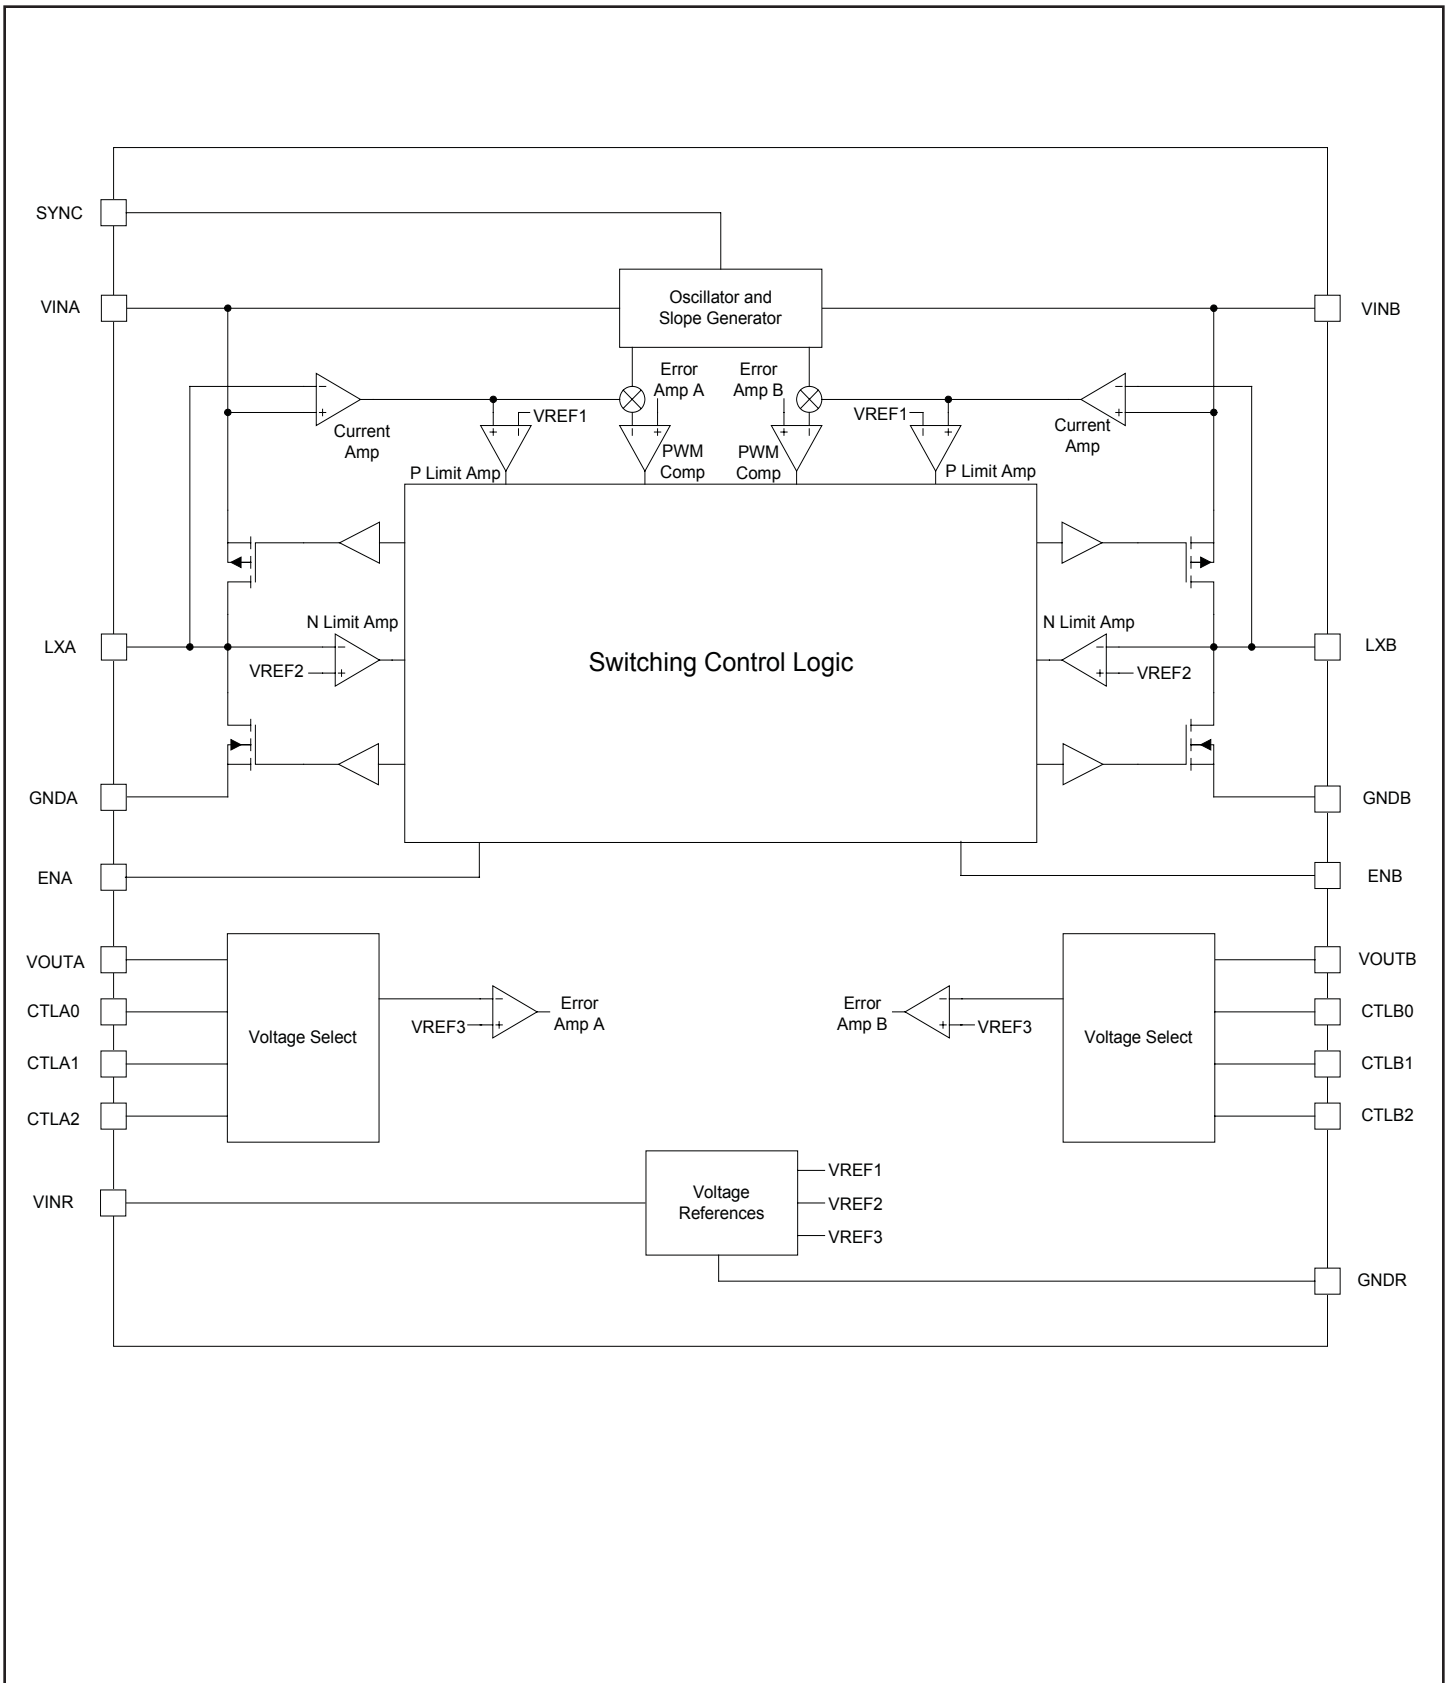 SYNC
Oscillator and
Slope Generator
VINA
VINB
Error
Amp A
Error
Amp B
− 
+
Current
Amp
+ −
VREF1
− +
PWM
Comp
P Limit Amp
+ −
PWM
Comp
VREF1
− +
P Limit Amp
−
+
Current
Amp
Switching Control Logic
LXA
N Limit Amp
−
+
VREF2
N Limit Amp
−
+
VREF2
LXB
GNDA
GNDB
ENA
ENB
VOUTA
CTLA0
CTLA1
CTLA2
Voltage Select
−
+
VREF3
Error
Amp A
Error
Amp B
−
+
VREF3
Voltage Select
VOUTB
CTLB0
CTLB1
CTLB2
VINR
Voltage
References
VREF1
VREF2
VREF3
GNDR